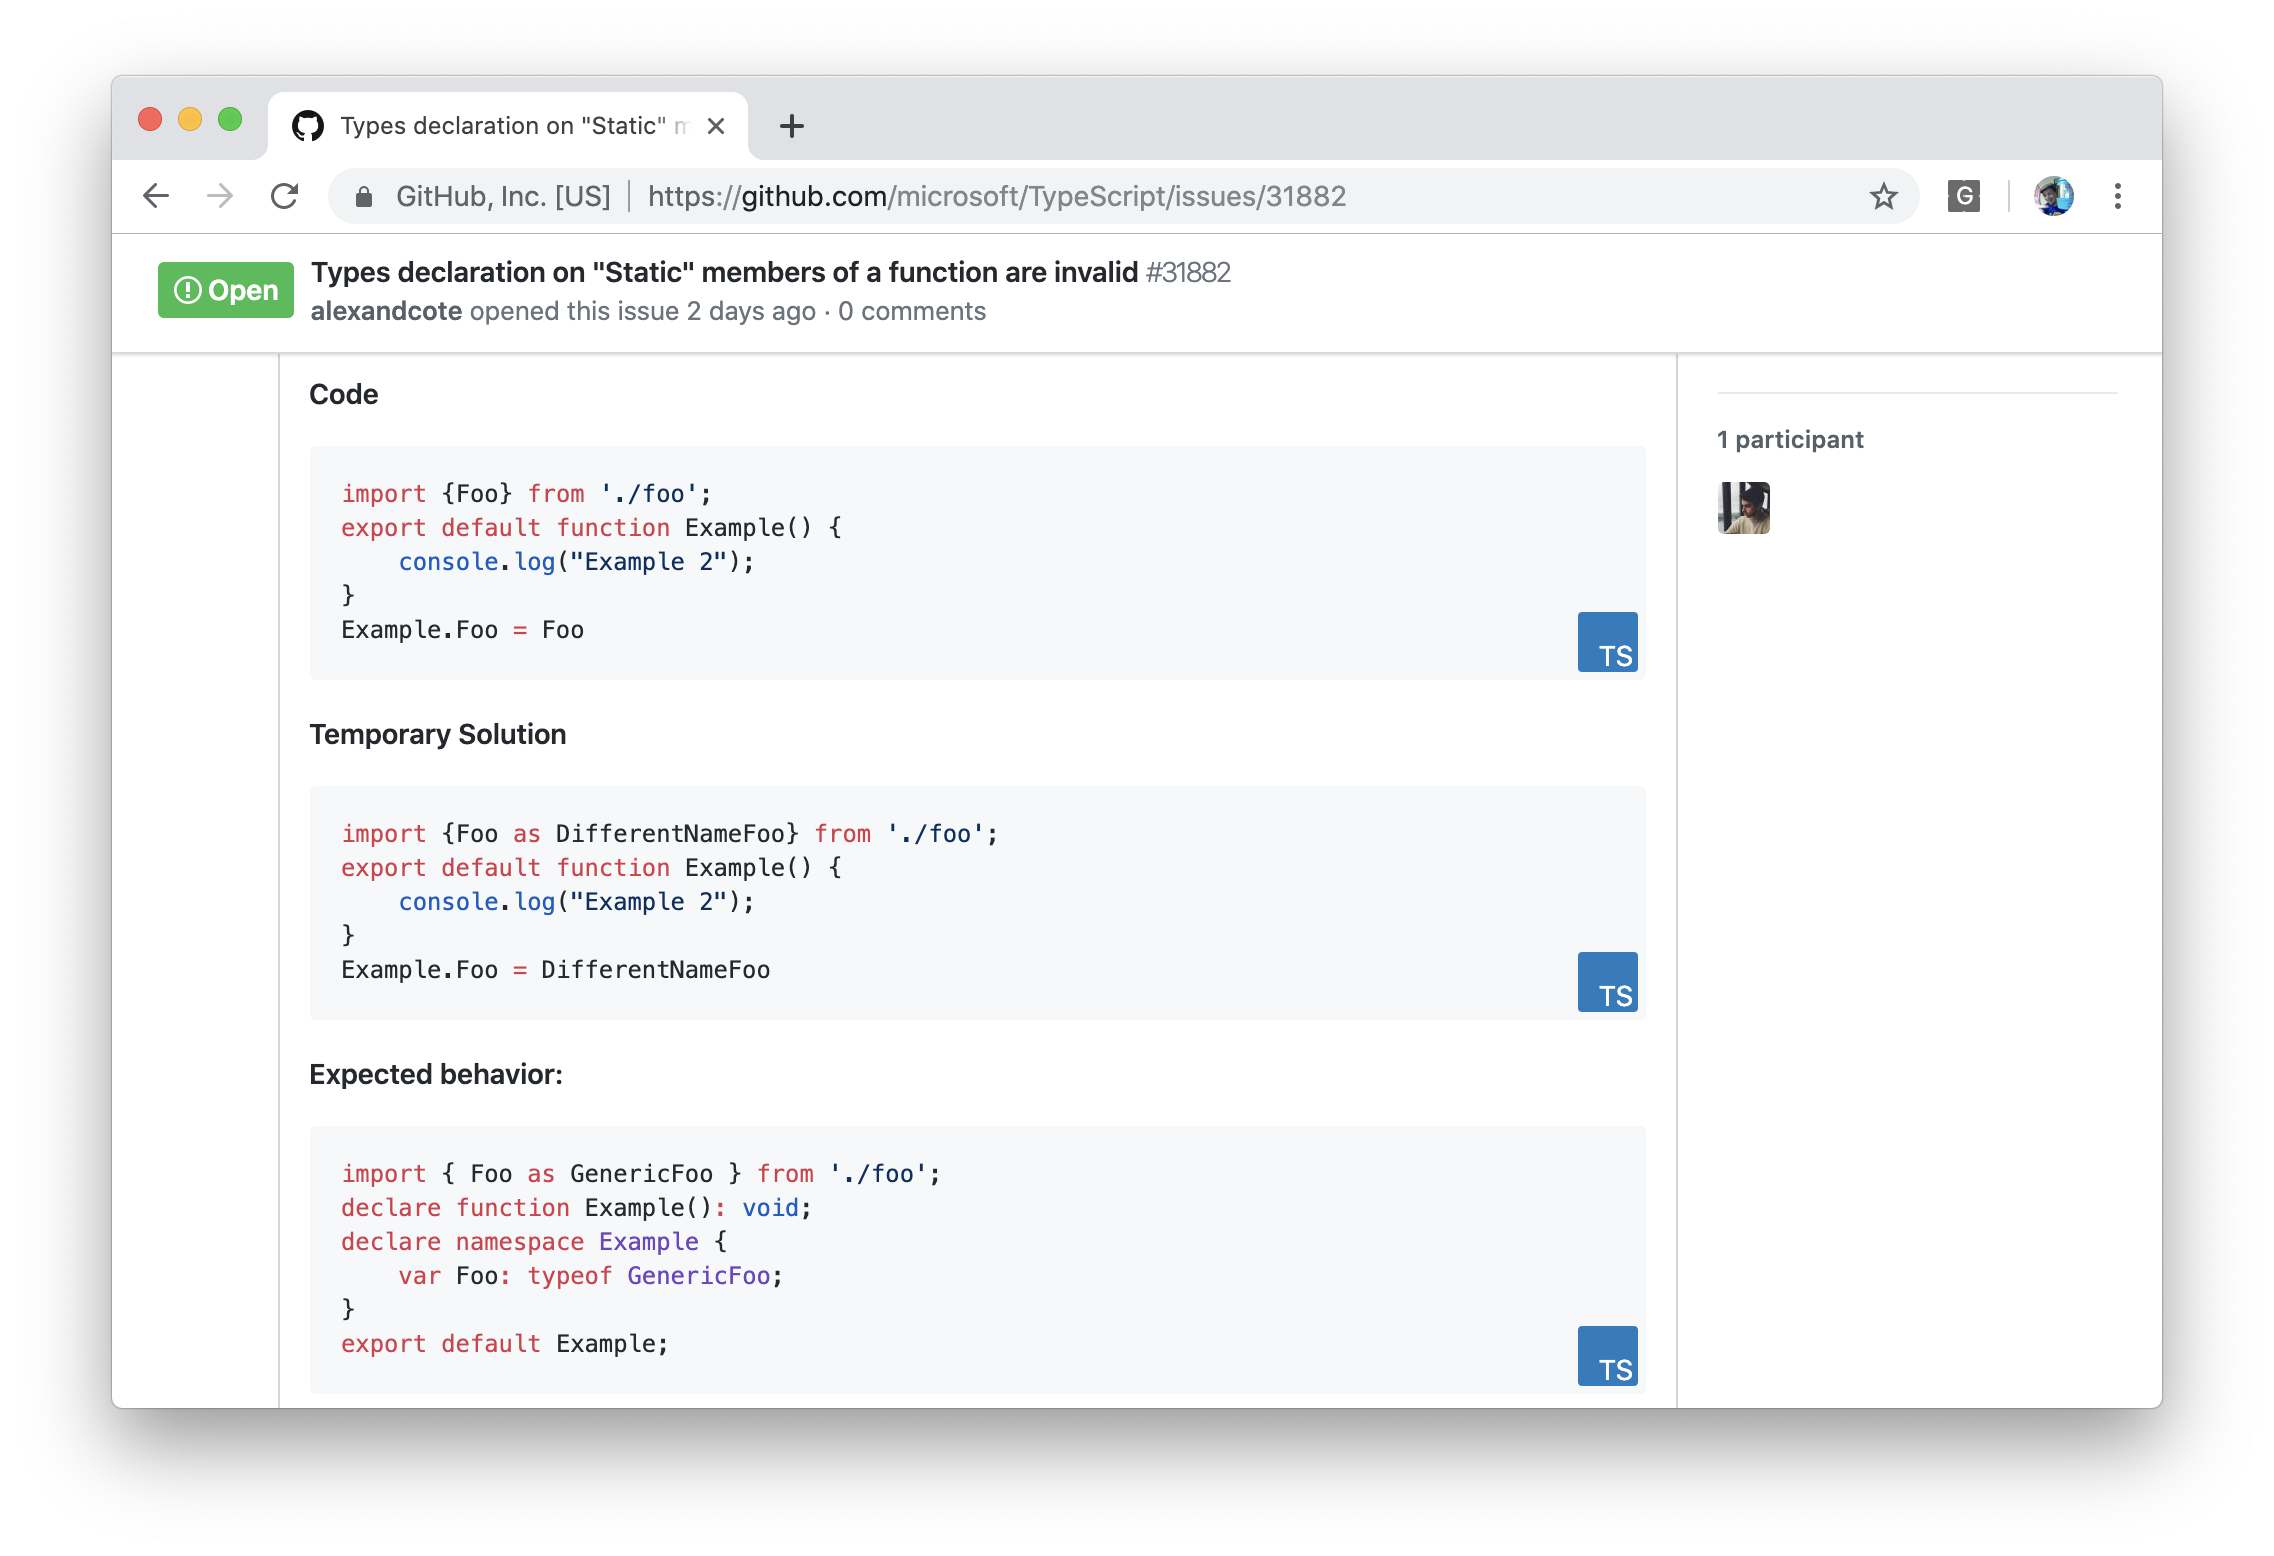 Types declaration on "Static" m
GitHub, Inc. [US] | https://github.com/microsoft/TypeScript/issues/31882
G
Open
Types declaration on "Static" members of a function are invalid #31882
alexandcote opened this issue 2 days ago · 0 comments
Code
1 participant
import {Foo} from './foo';
export default function Example() {
    console.log("Example 2");
}
Example.Foo = Foo
TS
Temporary Solution
import {Foo as DifferentNameFoo} from './foo';
export default function Example() {
    console.log("Example 2");
}
Example.Foo = DifferentNameFoo
TS
Expected behavior:
import { Foo as GenericFoo } from './foo';
declare function Example(): void;
declare namespace Example {
    var Foo: typeof GenericFoo;
}
export default Example;
TS